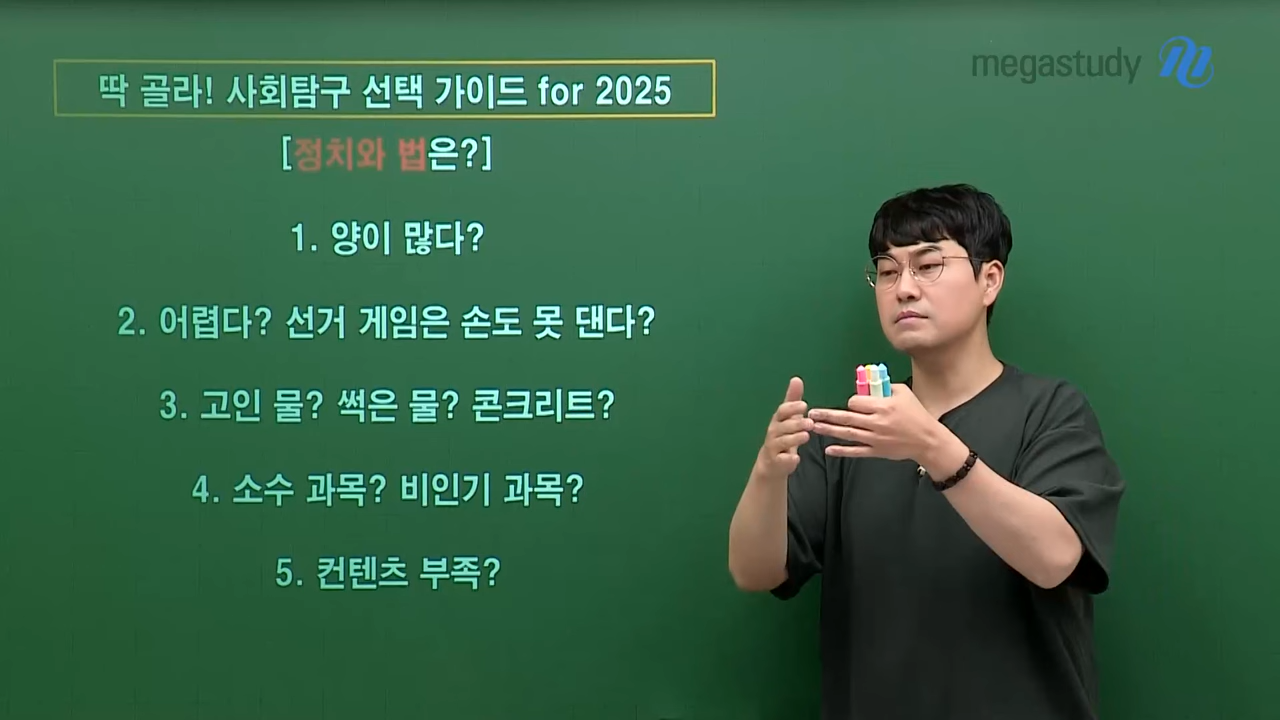 딱 골라! 사회탐구 선택 가이드 for 2025
megastudy
[정치와 법은?]
1. 양이 많다?
2. 어렵다? 선거 게임은 손도 못 댄다?
3. 고인 물? 썩은 물? 콘크리트?
4. 소수 과목? 비인기 과목?
5. 컨텐츠 부족?